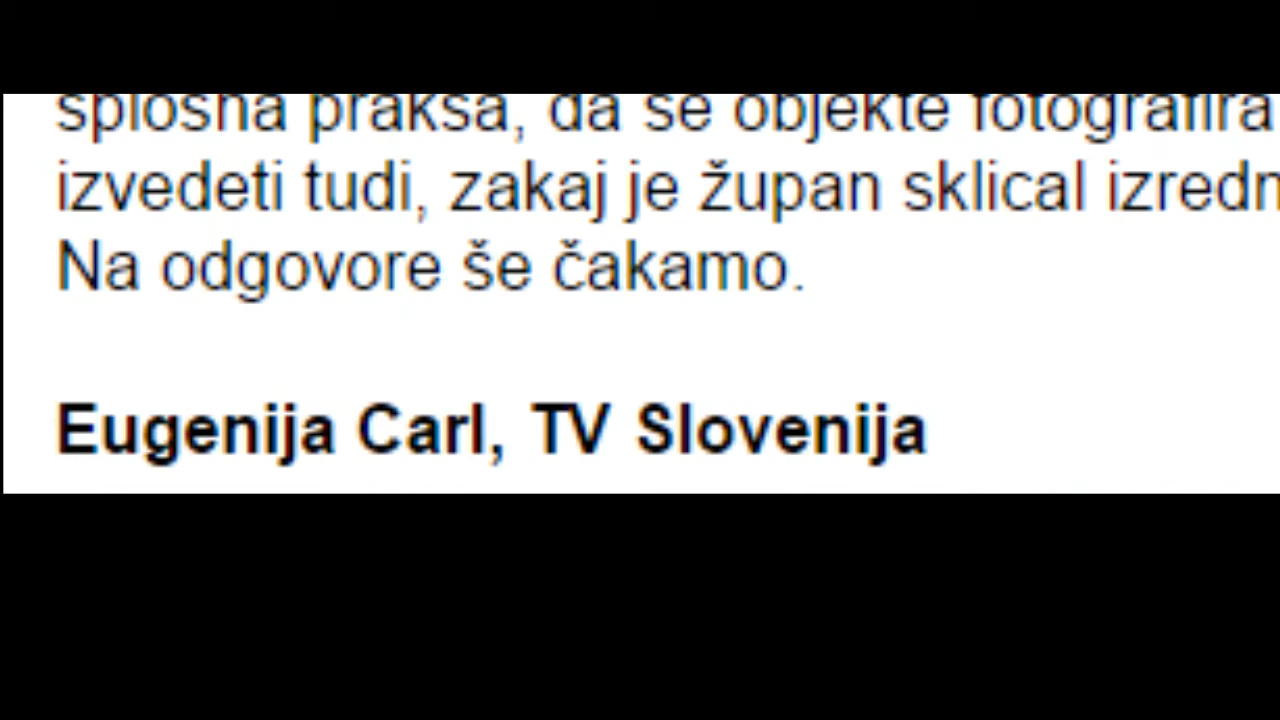 splošna praksa, da se objekte fotografira
izvedeti tudi, zakaj je župan sklical izredn
Na odgovore še čakamo.
Eugenija Carl, TV Slovenija